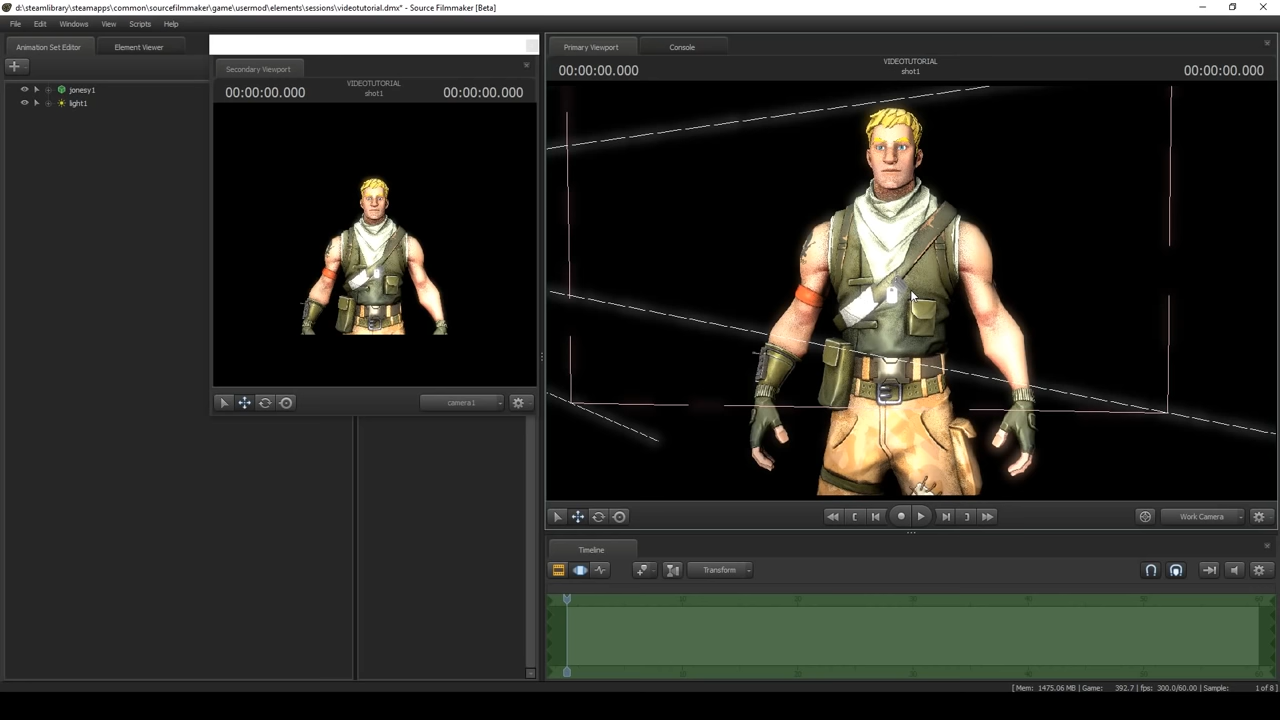 d:\steamlibrary\steamapps\common\sourcefilmmaker\game\usermod\elements\sessions\videotutorial.dmx* - Source Filmmaker [Beta]
File Edit Windows View Scripts Help
Animation Set Editor Element Viewer
jonesy1
light1
Secondary Viewport
VIDEOTUTORIAL
00:00:00.000 shot1 00:00:00.000
camera1
Primary Viewport Console
VIDEOTUTORIAL
00:00:00.000 shot1 00:00:00.000
Work Camera
Timeline
Transform
Mem: 1475.06 MB | Game: 392.7 | fps: 300.0/60.00 | Sample: 1 of 8